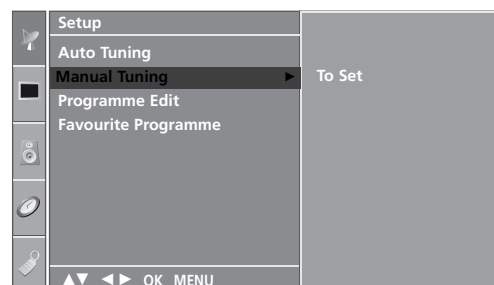 Setup
Auto Tuning
Manual Tuning ► To Set
Programme Edit
Favourite Programme
▲▼ ◄► OK MENU